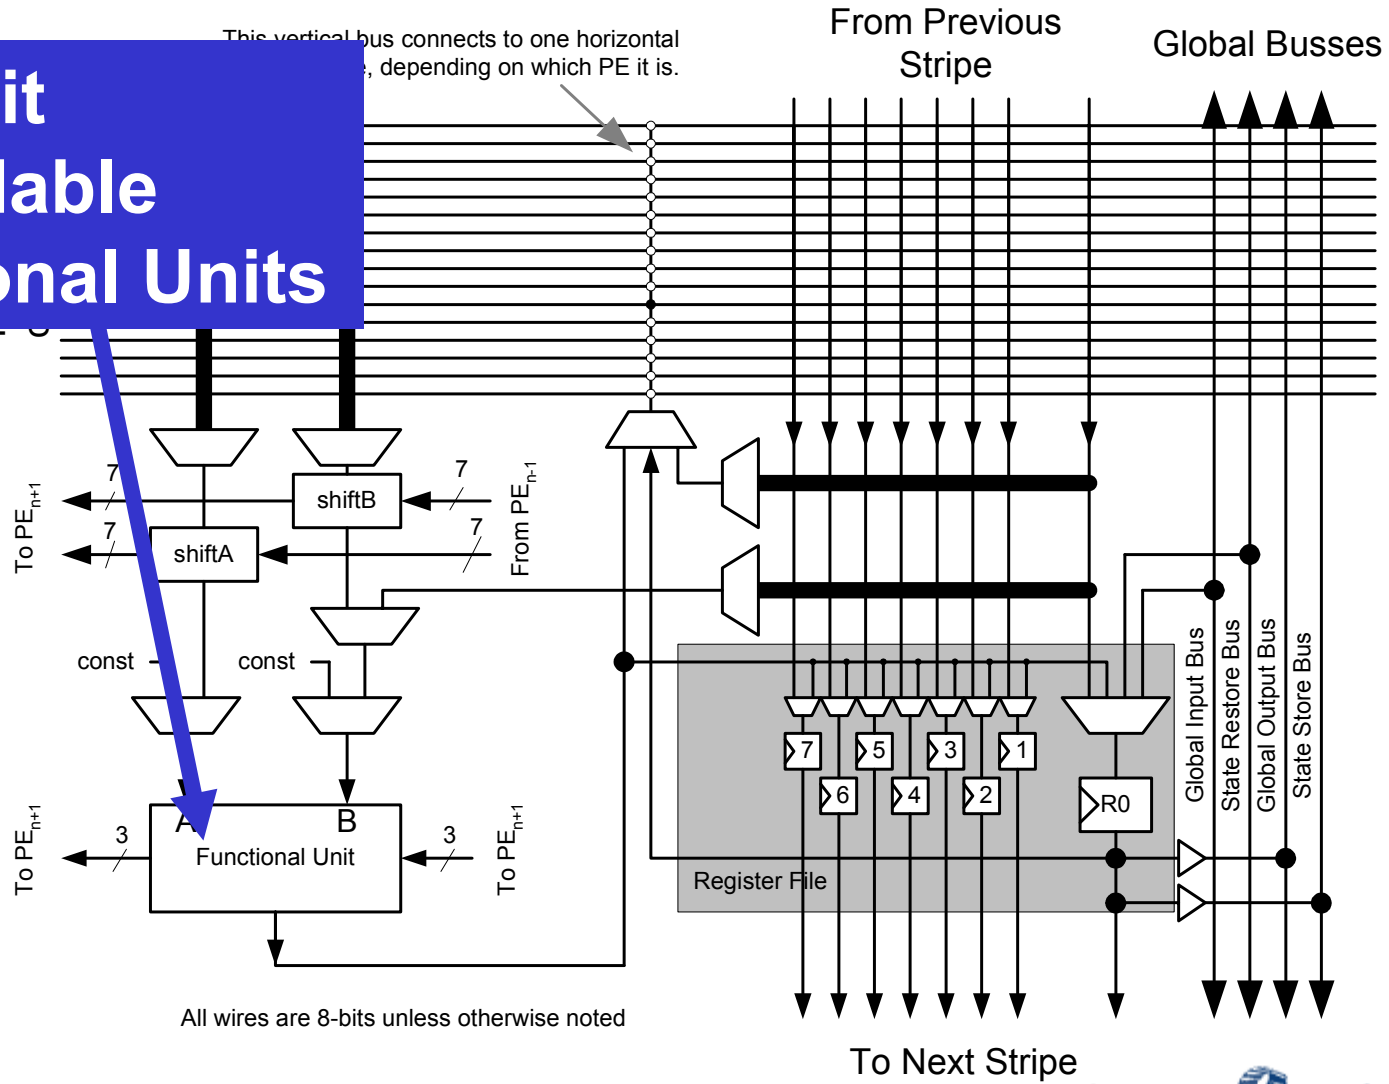 This vertical bus connects to one horizontal
, depending on which PE it is.
From Previous
Stripe
Global Busses
it
lable
onal Units
7
shiftB
7
To PEn+1
From PEn-1
7
shiftA
7
const
const
Global Input Bus
State Restore Bus
Global Output Bus
State Store Bus
7
5
3
1
6
4
2
R0
A
B
To PEn+1
3
Functional Unit
3
To PEn+1
Register File
All wires are 8-bits unless otherwise noted
To Next Stripe